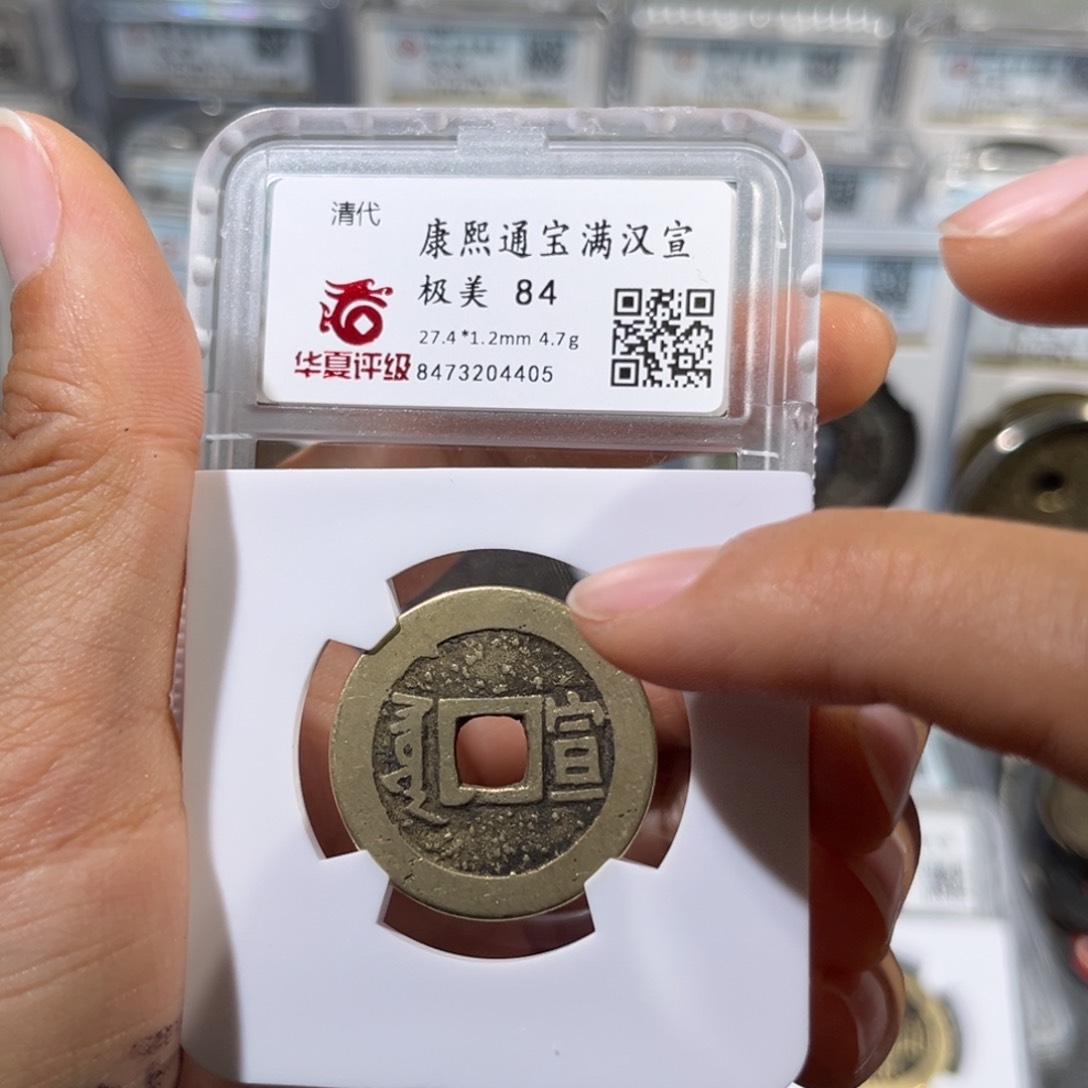 清代
康熙通宝满汉宣
极美 84
27.4*1.2mm 4.7g
华夏评级 8473204405
宣